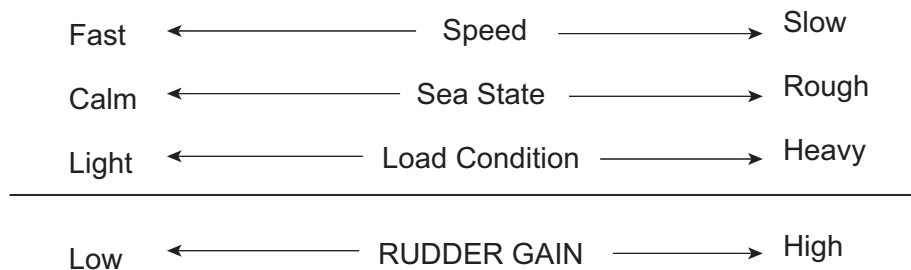 Fast Speed Slow
Calm Sea State Rough
Light Load Condition Heavy
Low RUDDER GAIN High